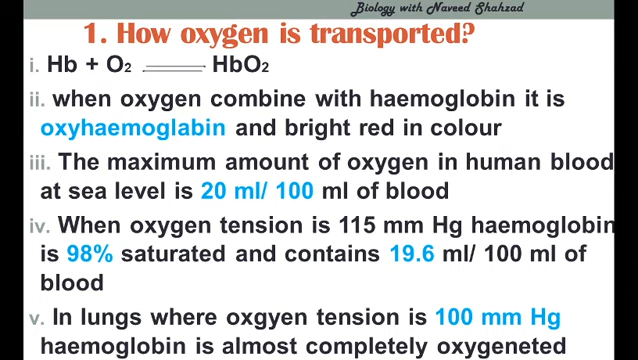 Biology with Naveed Shahzad
1. How oxygen is transported?
i. Hb + O₂ ═══ HbO₂
ii. when oxygen combine with haemoglobin it is
oxyhaemoglabin and bright red in colour
iii. The maximum amount of oxygen in human blood
at sea level is 20 ml/ 100 ml of blood
iv. When oxygen tension is 115 mm Hg haemoglobin
is 98% saturated and contains 19.6 ml/ 100 ml of
blood
v. In lungs where oxgyen tension is 100 mm Hg
haemoglobin is almost completely oxygeneted